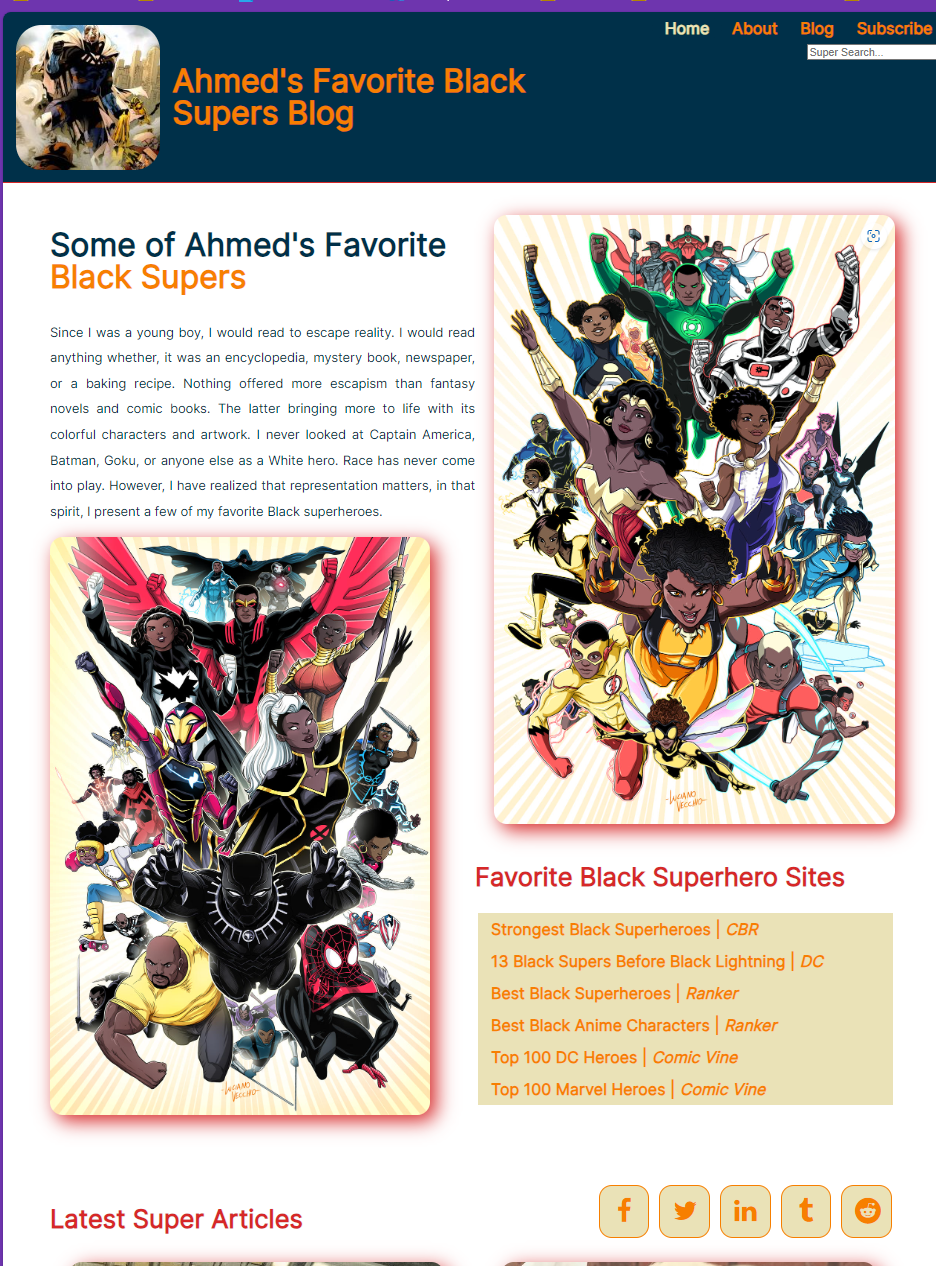 Home About Blog Subscribe
Super Search...
Ahmed's Favorite Black
Supers Blog
Some of Ahmed's Favorite
Black Supers
Since I was a young boy, I would read to escape reality. I would read
anything whether, it was an encyclopedia, mystery book, newspaper,
or a baking recipe. Nothing offered more escapism than fantasy
novels and comic books. The latter bringing more to life with its
colorful characters and artwork. I never looked at Captain America,
Batman, Goku, or anyone else as a White hero. Race has never come
into play. However, I have realized that representation matters, in that
spirit, I present a few of my favorite Black superheroes.
LUCIANO
VECCHIO
LUCIANO
VECCHIO
Favorite Black Superhero Sites
Strongest Black Superheroes | CBR
13 Black Supers Before Black Lightning | DC
Best Black Superheroes | Ranker
Best Black Anime Characters | Ranker
Top 100 DC Heroes | Comic Vine
Top 100 Marvel Heroes | Comic Vine
Latest Super Articles